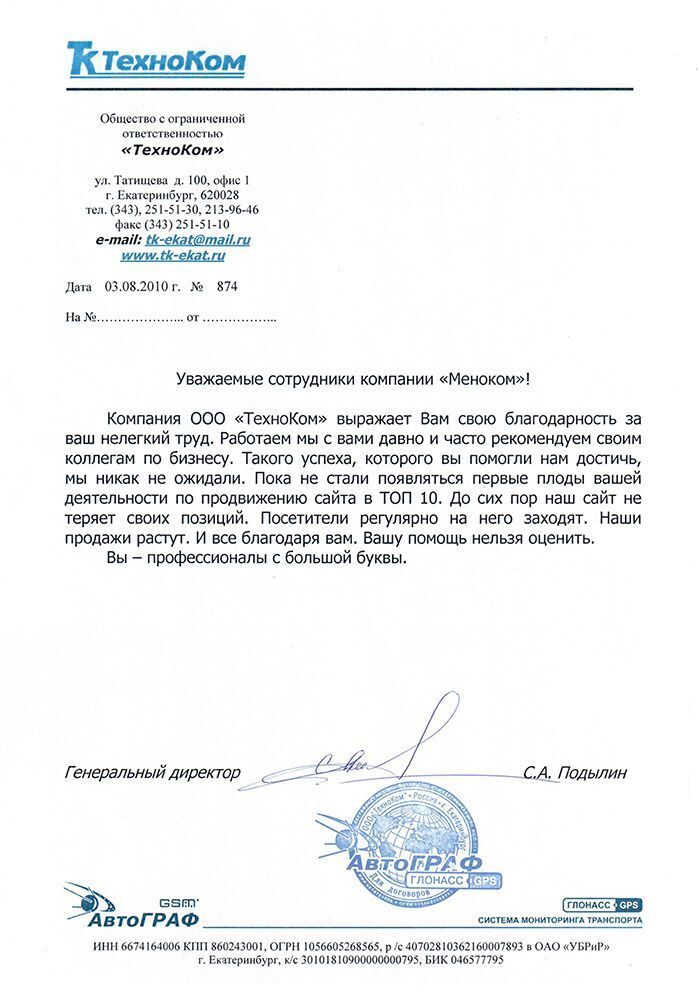 ТК ТехноКом
Общество с ограниченной
ответственностью
«ТехноКом»
ул. Татищева д. 100, офис 1
г. Екатеринбург, 620028
тел. (343), 251-51-30, 213-96-46
факс (343) 251-51-10
e-mail: tk-ekat@mail.ru
www.tk-ekat.ru
Дата 03.08.2010 г. № 874
На №……………….. от ……………..
Уважаемые сотрудники компании «Меноком»!
Компания ООО «ТехноКом» выражает Вам свою благодарность за
ваш нелегкий труд. Работаем мы с вами давно и часто рекомендуем своим
коллегам по бизнесу. Такого успеха, которого вы помогли нам достичь,
мы никак не ожидали. Пока не стали появляться первые плоды вашей
деятельности по продвижению сайта в ТОП 10. До сих пор наш сайт не
теряет своих позиций. Посетители регулярно на него заходят. Наши
продажи растут. И все благодаря вам. Вашу помощь нельзя оценить.
Вы – профессионалы с большой буквы.
Генеральный директор С.А. Подылин
ООО "ТехноКом" • Россия • г. Екатеринбург
АвтоГРАФ
ГЛОНАСС GPS
Для договоров
GSM
АвтоГРАФ
ГЛОНАСС GPS
СИСТЕМА МОНИТОРИНГА ТРАНСПОРТА
ИНН 6674164006 КПП 860243001, ОГРН 1056605268565, р /с 40702810362160007893 в ОАО «УБРиР»
г. Екатеринбург, к/с 30101810900000000795, БИК 046577795